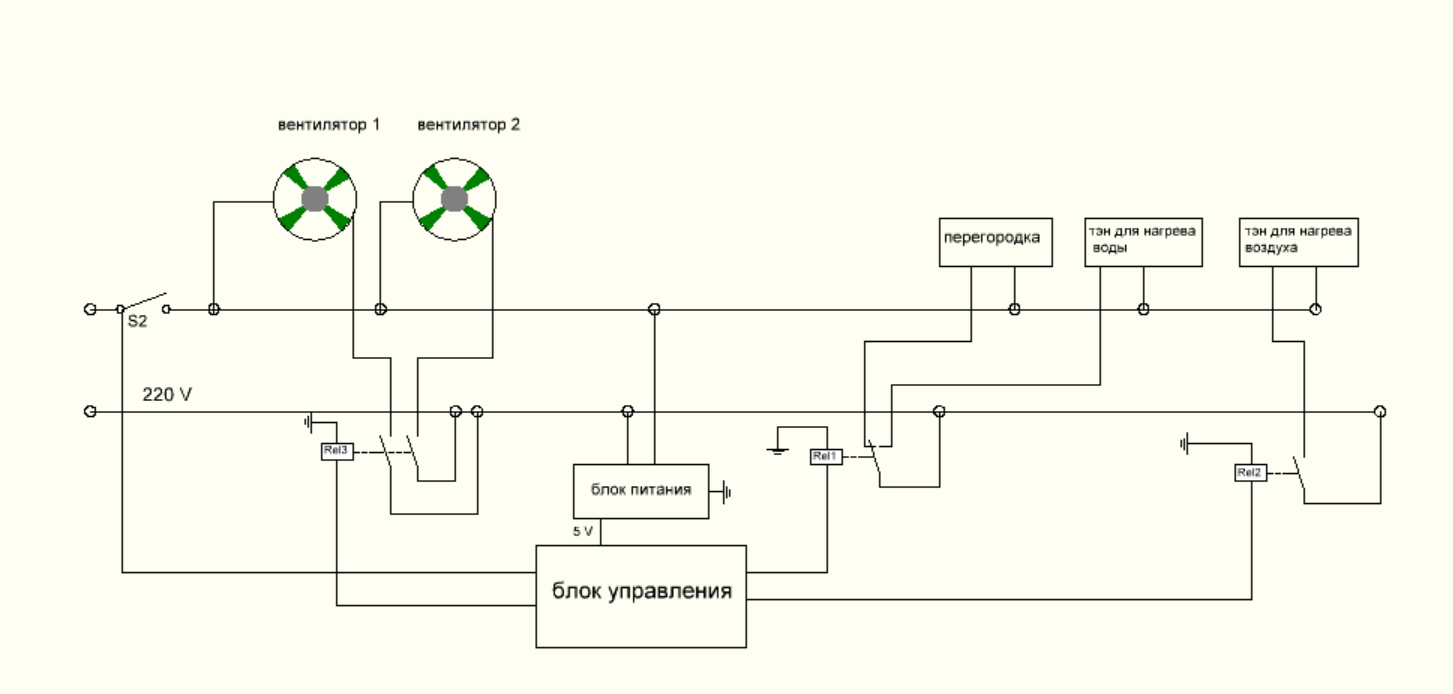 вентилятор 1
вентилятор 2
перегородка
тэн для нагрева
воды
тэн для нагрева
воздуха
S2
220 V
Rel3
Rel1
Rel2
блок питания
5 V
блок управления